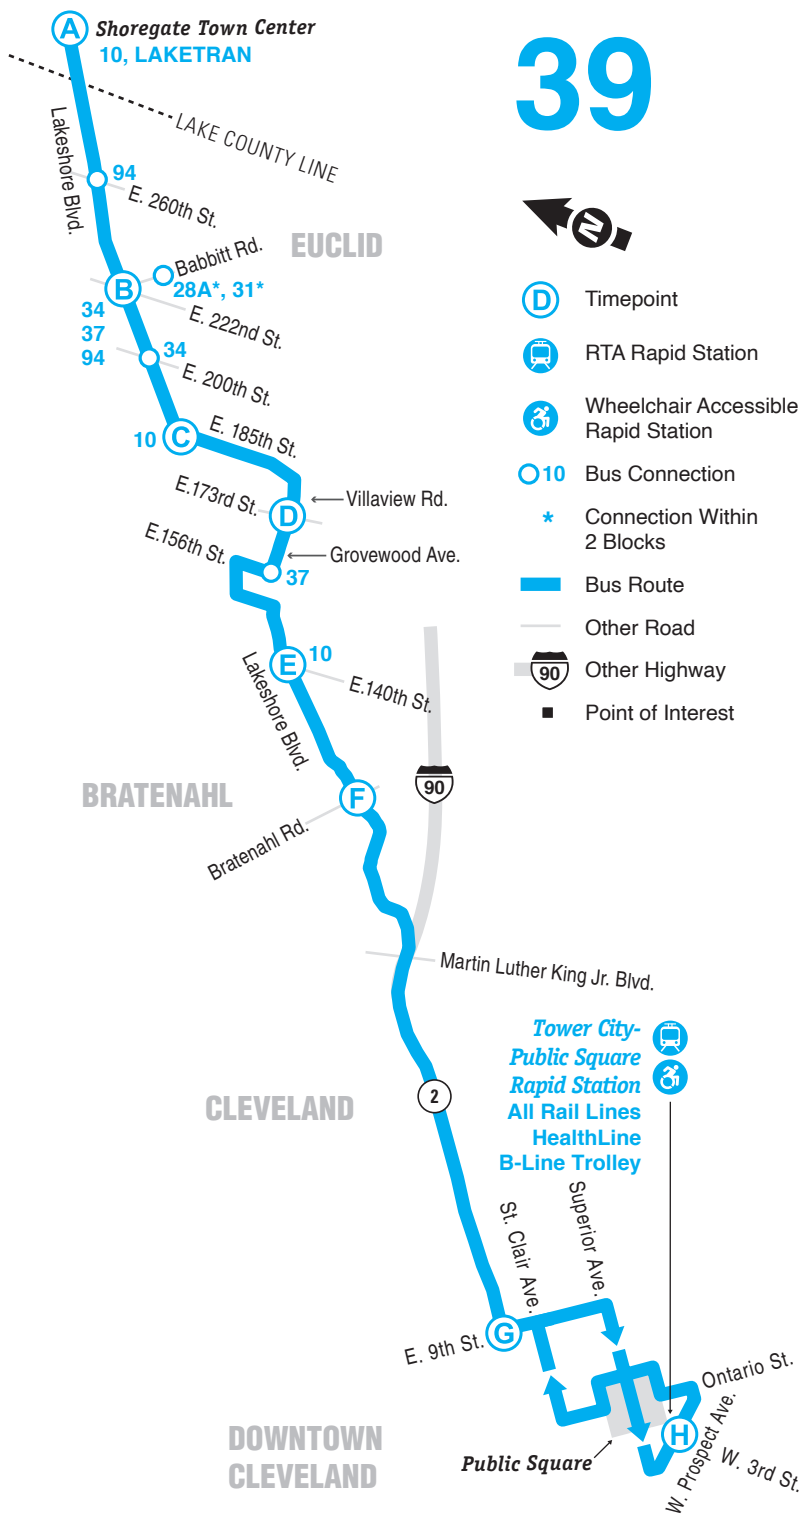 A
Shoregate Town Center
10, LAKETRAN
39
LAKE COUNTY LINE
Lakeshore Blvd.
94
E. 260th St.
N
EUCLID
Babbitt Rd.
B
28A*, 31*
34
37
94
E. 222nd St.
34
E. 200th St.
10
C
E. 185th St.
E.173rd St.
Villaview Rd.
D
E.156th St.
Grovewood Ave.
37
E
10
E.140th St.
Lakeshore Blvd.
BRATENAHL
F
90
Bratenahl Rd.
Martin Luther King Jr. Blvd.
D
Timepoint
RTA Rapid Station
Wheelchair Accessible
Rapid Station
10
Bus Connection
*
Connection Within
2 Blocks
Bus Route
Other Road
90
Other Highway
Point of Interest
Tower City-
Public Square
Rapid Station
All Rail Lines
HealthLine
B-Line Trolley
CLEVELAND
2
St. Clair Ave.
Superior Ave.
E. 9th St.
G
Ontario St.
W. Prospect Ave.
H
W. 3rd St.
Public Square
DOWNTOWN
CLEVELAND